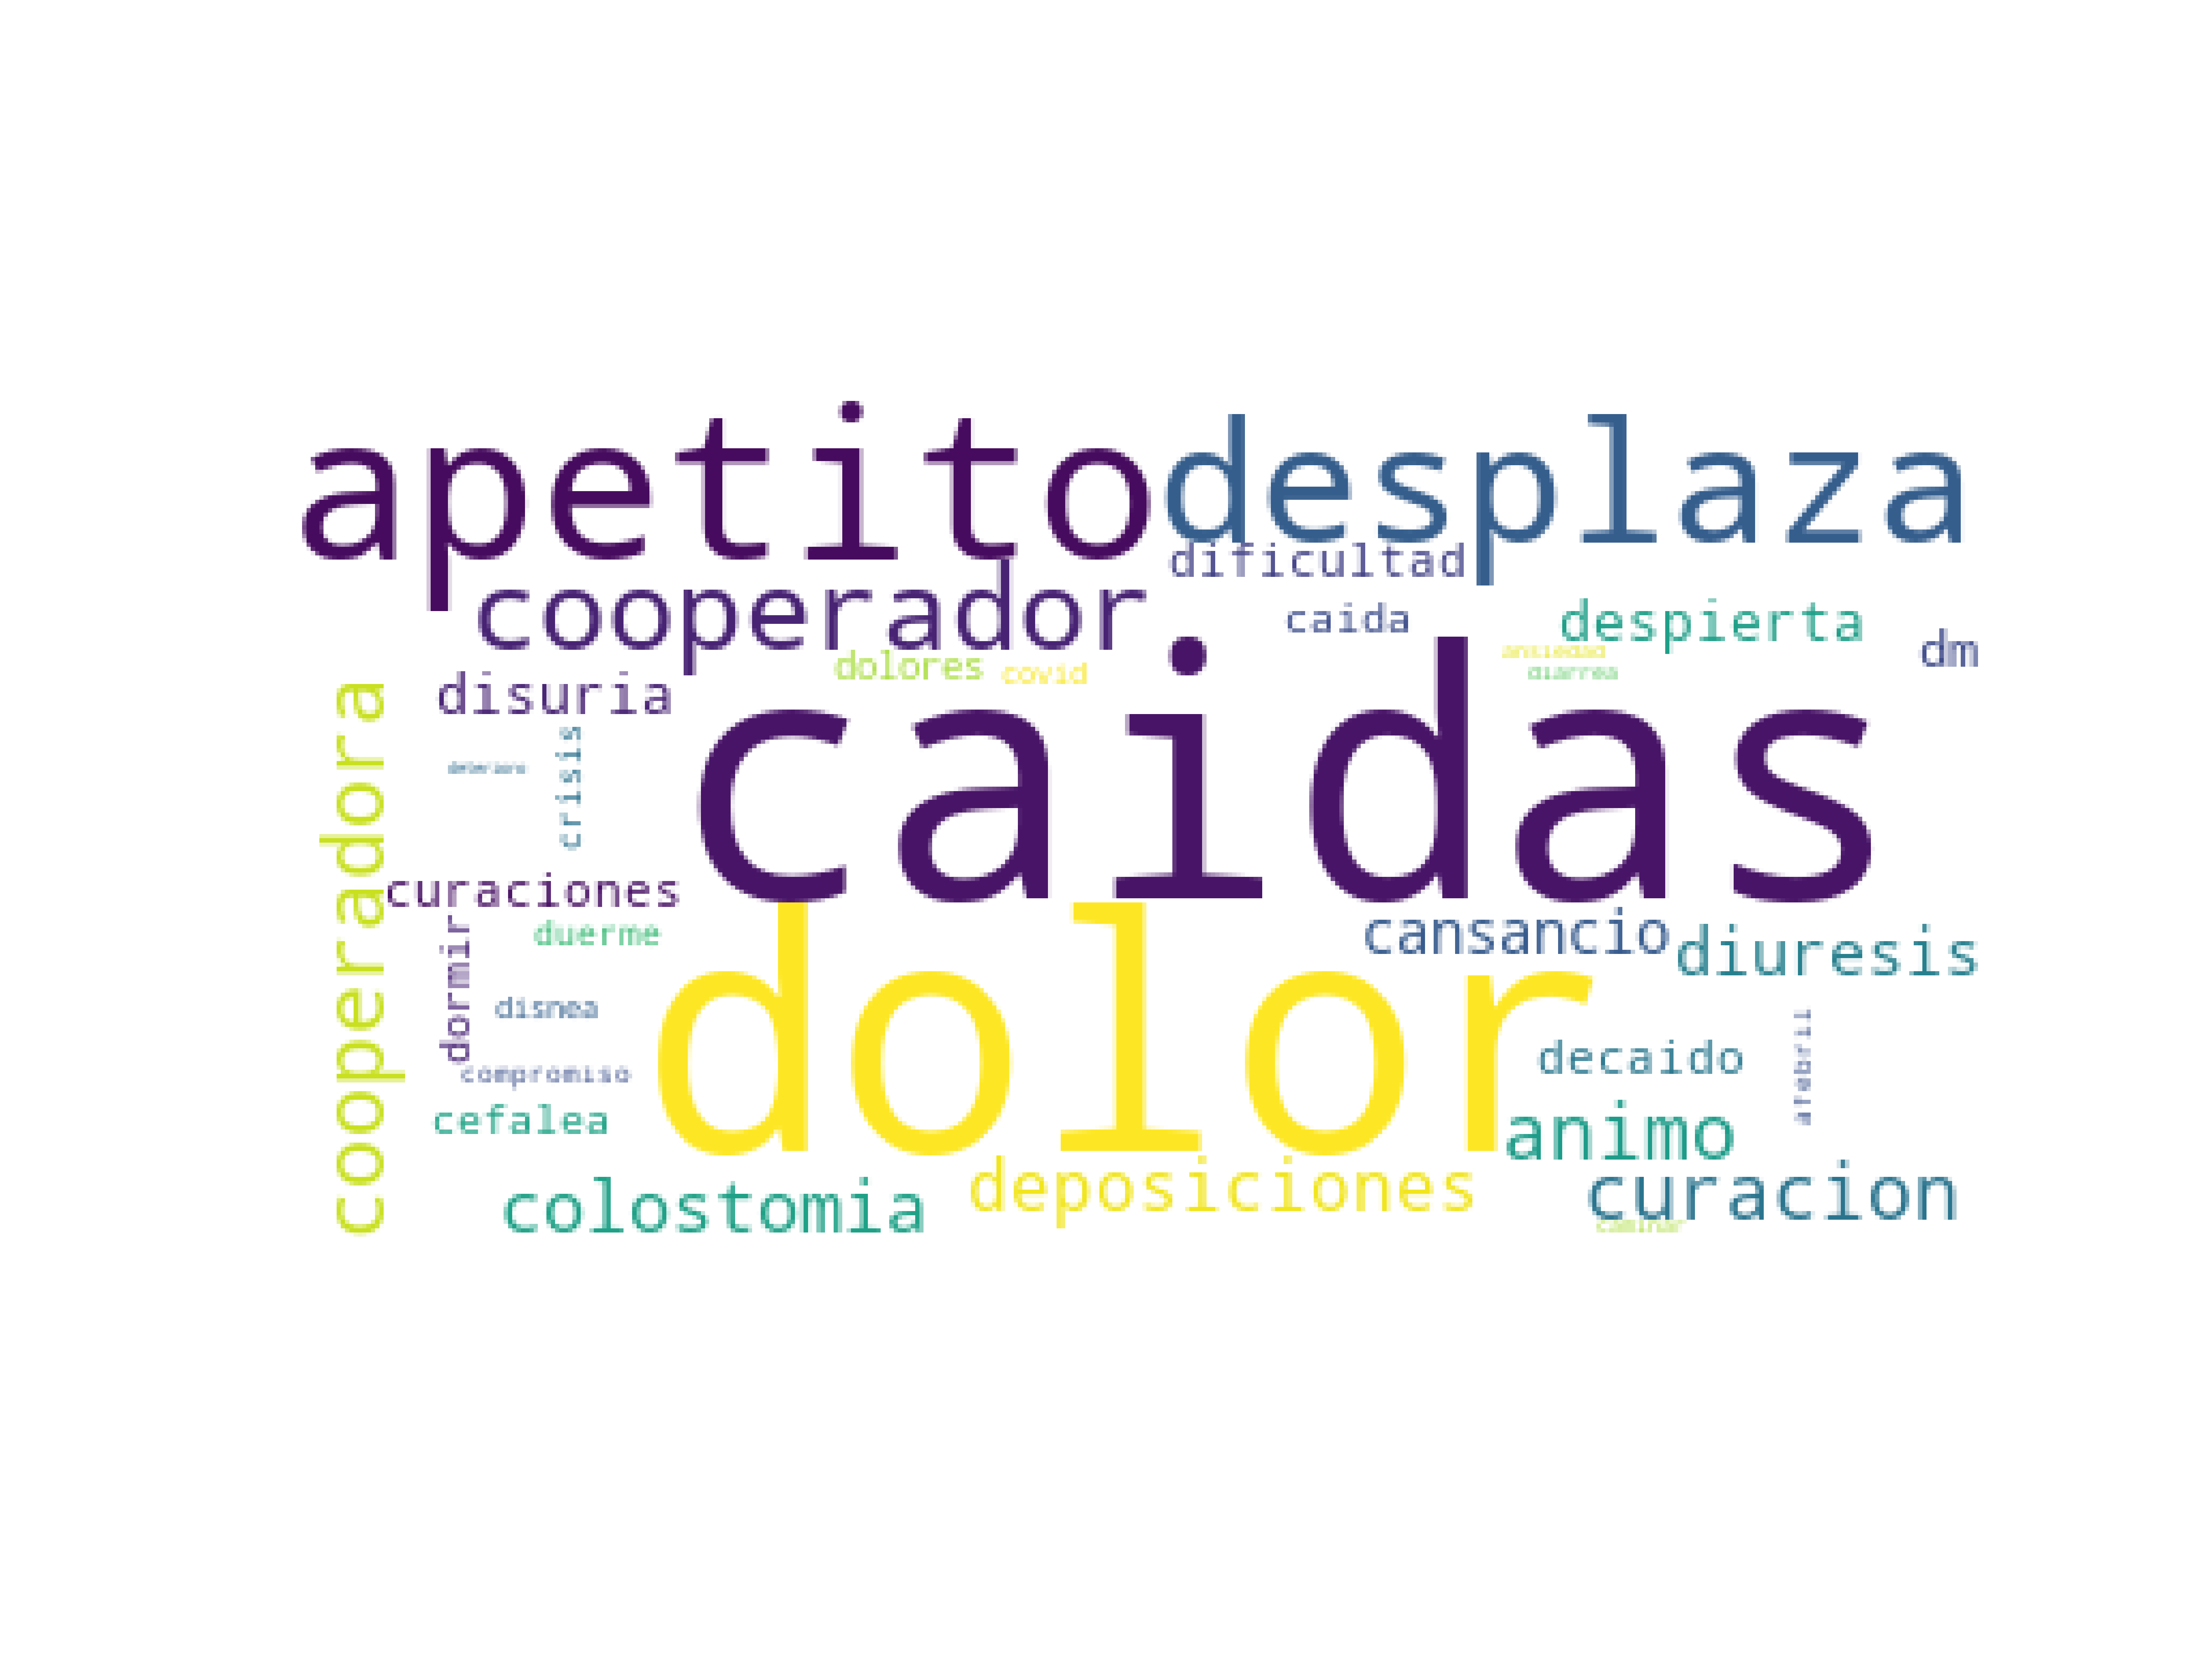 apetito
desplaza
dificultad
cooperador
caida
despierta
dm
dolores
covid
ansiedad
diarrea
disuria
cooperadora
crisis
deterioro
caidas
curaciones
dormir
duerme
dolor
cansancio
diuresis
disnea
decaido
afebril
compromiso
cefalea
animo
colostomia
deposiciones
curacion
caminar